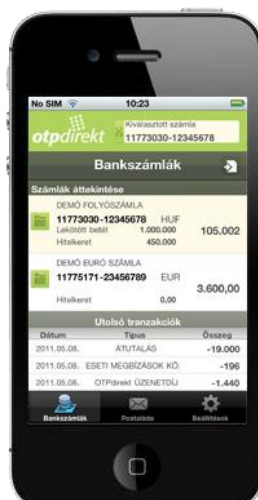 No SIM 10:23
otpdirekt
Kiválasztott számla
11773030-12345678
Bankszámlák
Számlák áttekintése
DEMÓ FOLYÓSZÁMLA
11773030-12345678 HUF
105.002
Lekötött betét 1.000.000
Hitelkeret 450.000
DEMÓ EURÓ SZÁMLA
11775171-23456789 EUR
3.600,00
Hitelkeret 0,00
Utolsó tranzakciók
Dátum Típus Összeg
2011.05.08. ÁTUTALÁS -19.000
2011.05.08. ESETI MEGBÍZÁSOK KÖ. -196
2011.05.08. OTPdirekt ÜZENETDÍJ -1.440
Bankszámlák Postaláda Beállítások